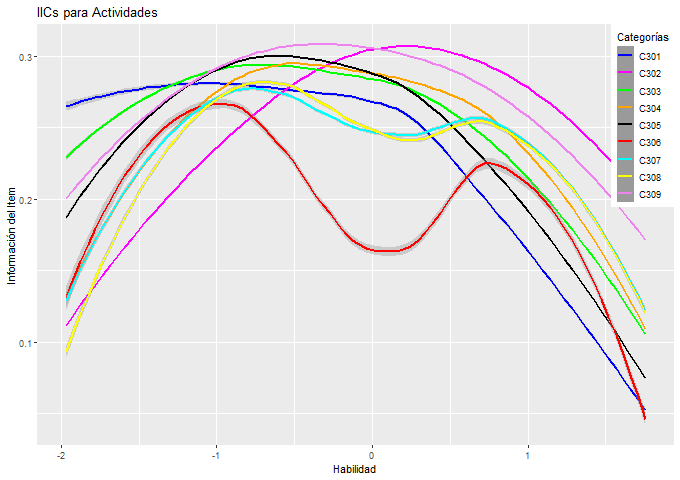 IICs para Actividades
Categorías
C301
C302
C303
C304
C305
C306
C307
C308
C309
Información del Ítem
0.3
0.2
0.1
-2
-1
0
1
Habilidad